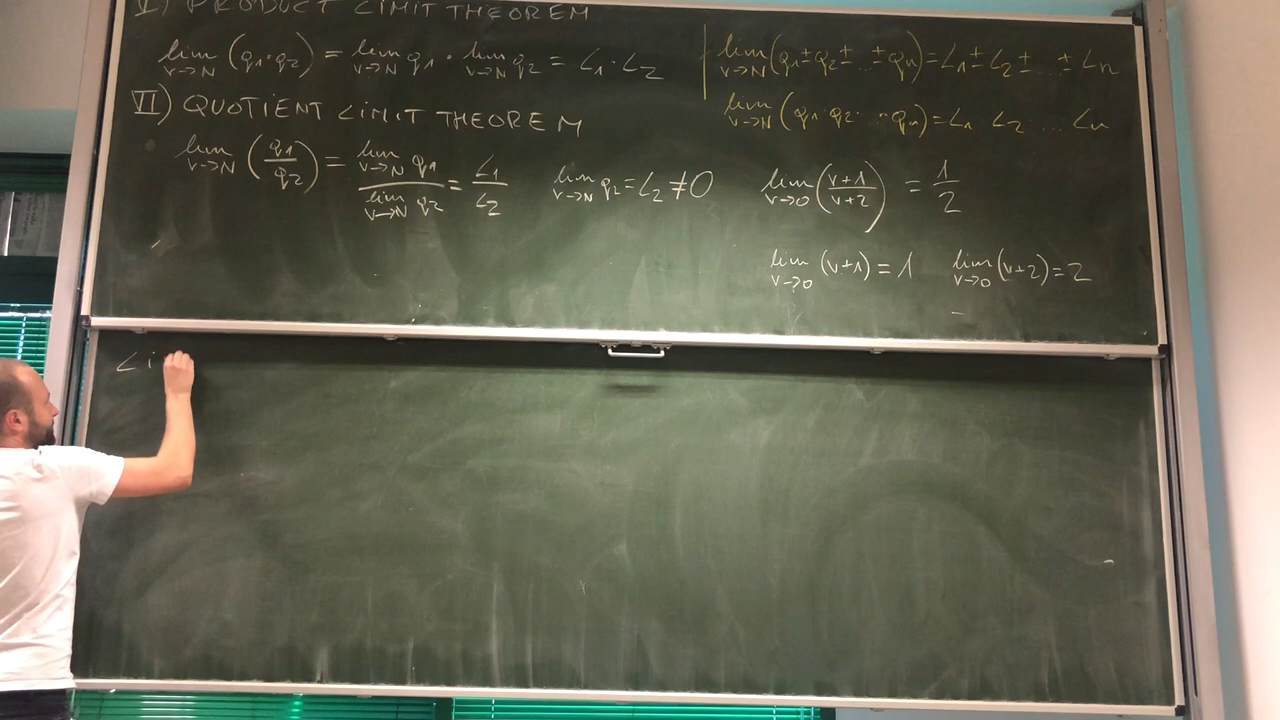 V) PRODUCT LIMIT THEOREM
lim v→N (q1·q2) = lim v→N q1 · lim v→N q2 = L1·L2
VI) QUOTIENT LIMIT THEOREM
lim v→N (q1/q2) = lim v→N q1 / lim v→N q2 = L1/L2
lim v→N q2 = L2 ≠ 0
lim v→N (q1 ± q2 ± ... ± qn) = L1 ± L2 ± ... ± Ln
lim v→N (q1·q2· ... ·qn) = L1 L2 .... Ln
lim v→0 (v+1/v+2) = 1/2
lim v→0 (v+1) = 1
lim v→0 (v+2) = 2
Li